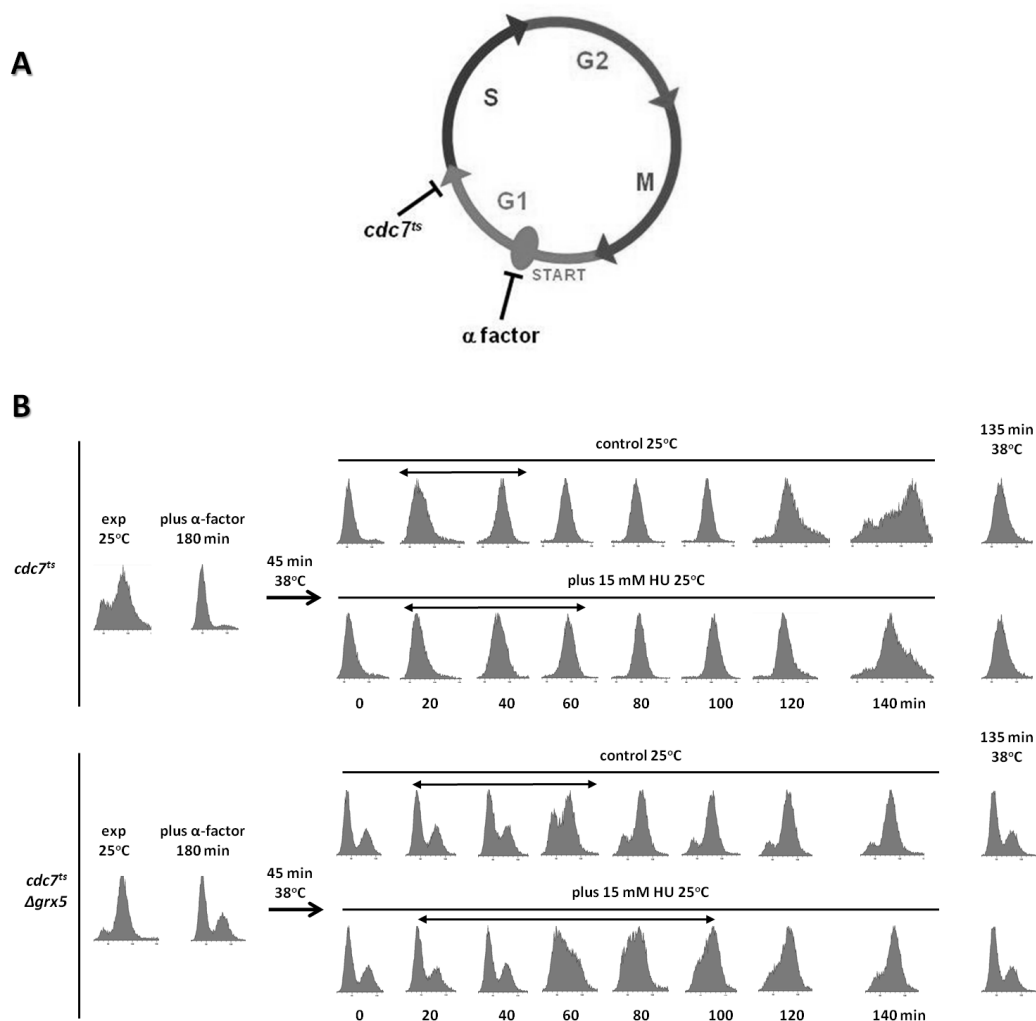 A
G2
S
M
G1
cdc7ts
START
α factor
B
135 min
38°C
control 25°C
exp
25°C
plus α-factor
180 min
cdc7ts
45 min
38°C
plus 15 mM HU 25°C
0 20 40 60 80 100 120 140 min
135 min
38°C
control 25°C
exp
25°C
plus α-factor
180 min
cdc7ts
Δgrx5
45 min
38°C
plus 15 mM HU 25°C
0 20 40 60 80 100 120 140 min